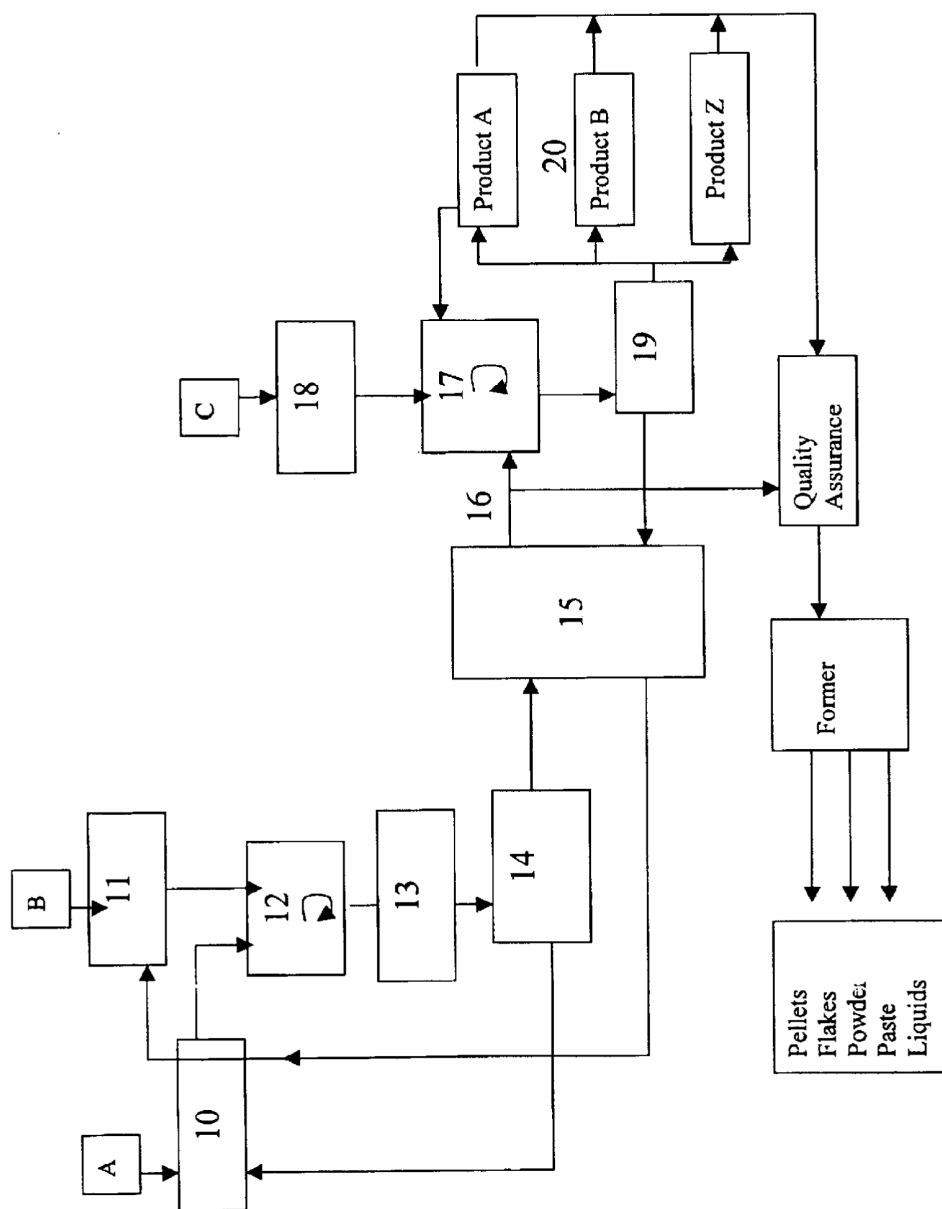 A
10
B
11
12
13
14
15
16
C
18
17
19
20
Product A
Product B
Product Z
Quality
Assurance
Former
Pellets
Flakes
Powder
Paste
Liquids